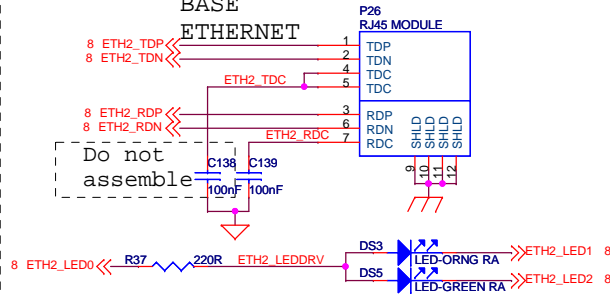 BASE
ETHERNET
P26
RJ45 MODULE
8 ETH2_TDP 1 TDP
8 ETH2_TDN 2 TDN
4 TDC
ETH2_TDC 5 TDC
8 ETH2_RDP 3 RDP
8 ETH2_RDN 6 RDN
ETH2_RDC 7 RDC
SHLD SHLD SHLD SHLD
9 10 11 12
Do not
assemble
C138 C139
100nF 100nF
8 ETH2_LED0 R37 220R ETH2_LEDDRV
DS3 LED-ORNG RA ETH2_LED1 8
DS5 LED-GREEN RA ETH2_LED2 8